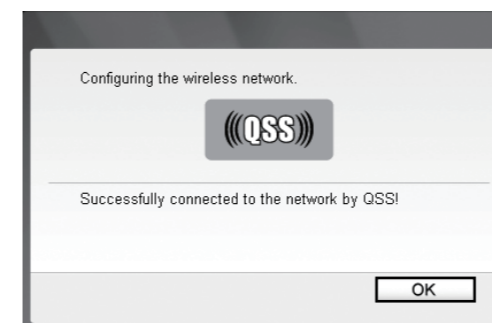 Configuring the wireless network.
(((QSS)))
Successfully connected to the network by QSS!
OK